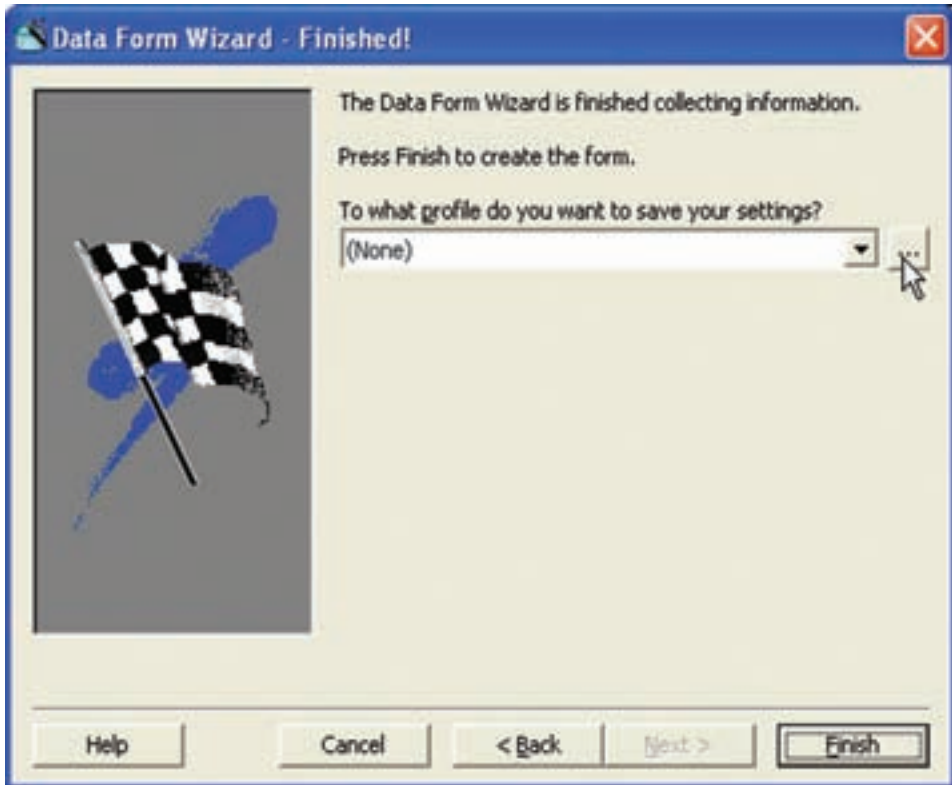 Data Form Wizard - Finished!
The Data Form Wizard is finished collecting information.
Press Finish to create the form.
To what profile do you want to save your settings?
(None)
...
Help
Cancel
< Back
Next >
Finish